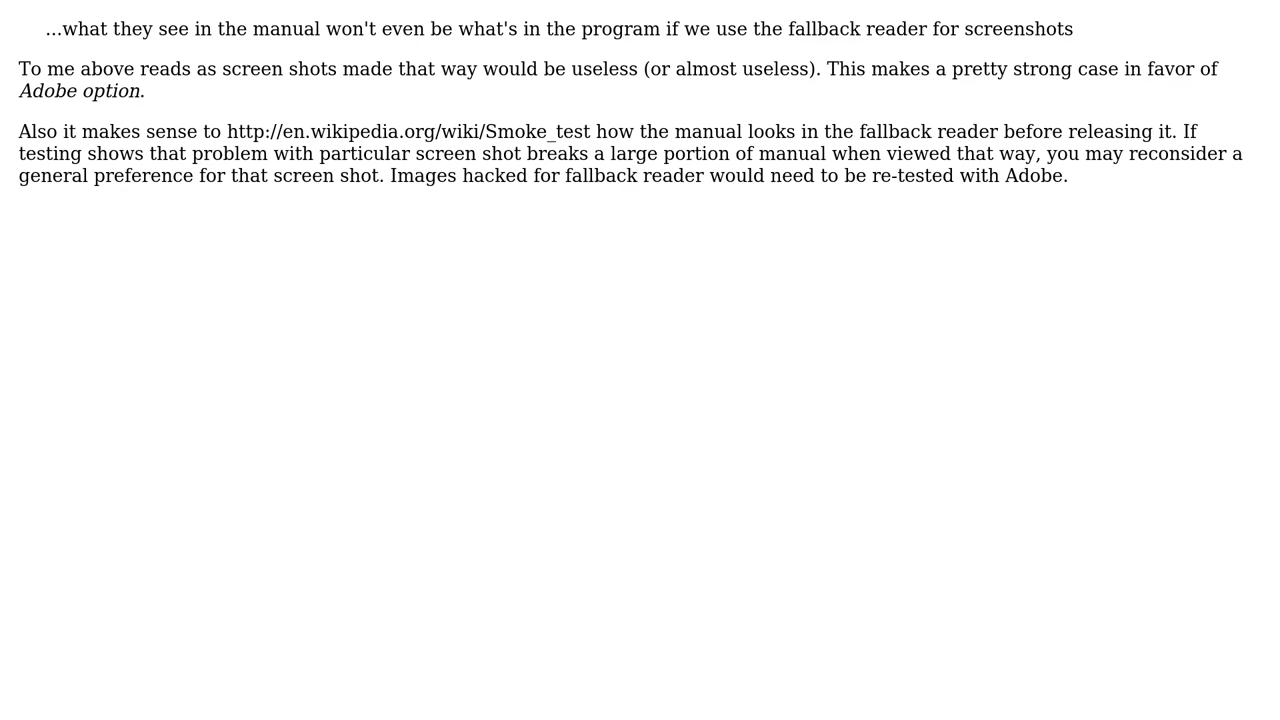 ...what they see in the manual won't even be what's in the program if we use the fallback reader for screenshots
To me above reads as screen shots made that way would be useless (or almost useless). This makes a pretty strong case in favor of
Adobe option.
Also it makes sense to http://en.wikipedia.org/wiki/Smoke_test how the manual looks in the fallback reader before releasing it. If
testing shows that problem with particular screen shot breaks a large portion of manual when viewed that way, you may reconsider a
general preference for that screen shot. Images hacked for fallback reader would need to be re-tested with Adobe.